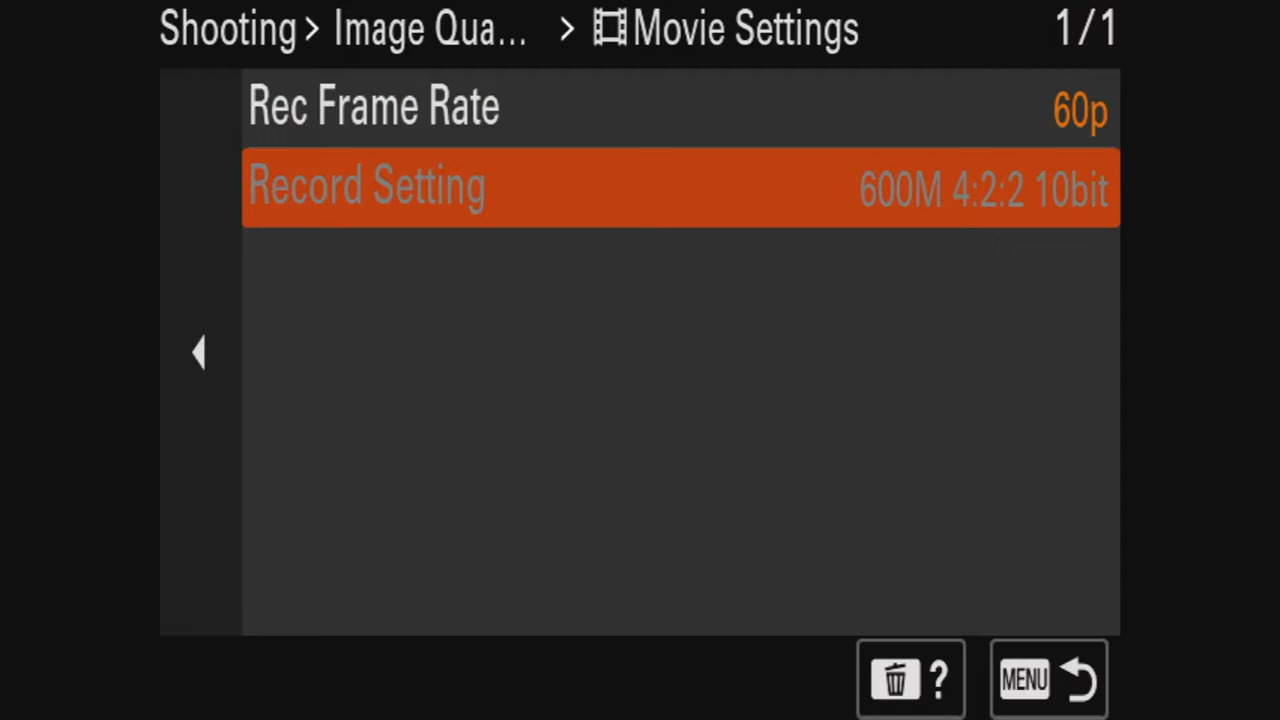 Shooting> Image Qua... > Movie Settings 1/1
Rec Frame Rate 60p
Record Setting 600M 4:2:2 10bit
? MENU